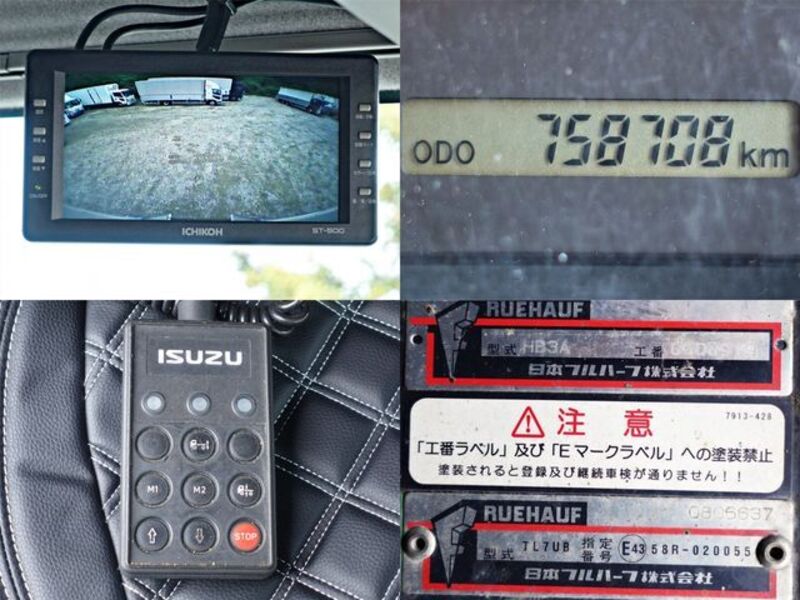 ICHIKOH
ST-500
ODO 758708 km
ISUZU
M1
M2
STOP
RUEHAUF
型式 HB3A 工番
日本フルハーフ株式会社
7913-428
注意
「工番ラベル」及び「Eマークラベル」への塗装禁止
塗装されると登録及び継続車検が通りません！！
0805637
RUEHAUF
型式 TL7UB 指定番号 E43 58R-020055
日本フルハーフ株式会社